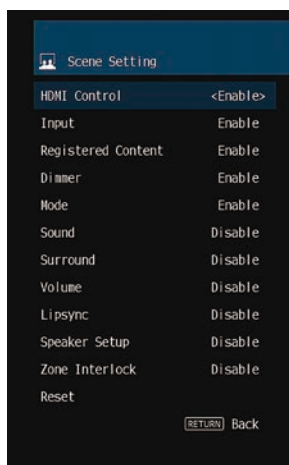 Scene Setting
HDMI Control <Enable>
Input Enable
Registered Content Enable
Dimmer Enable
Mode Enable
Sound Disable
Surround Disable
Volume Disable
Lipsync Disable
Speaker Setup Disable
Zone Interlock Disable
Reset
RETURN Back